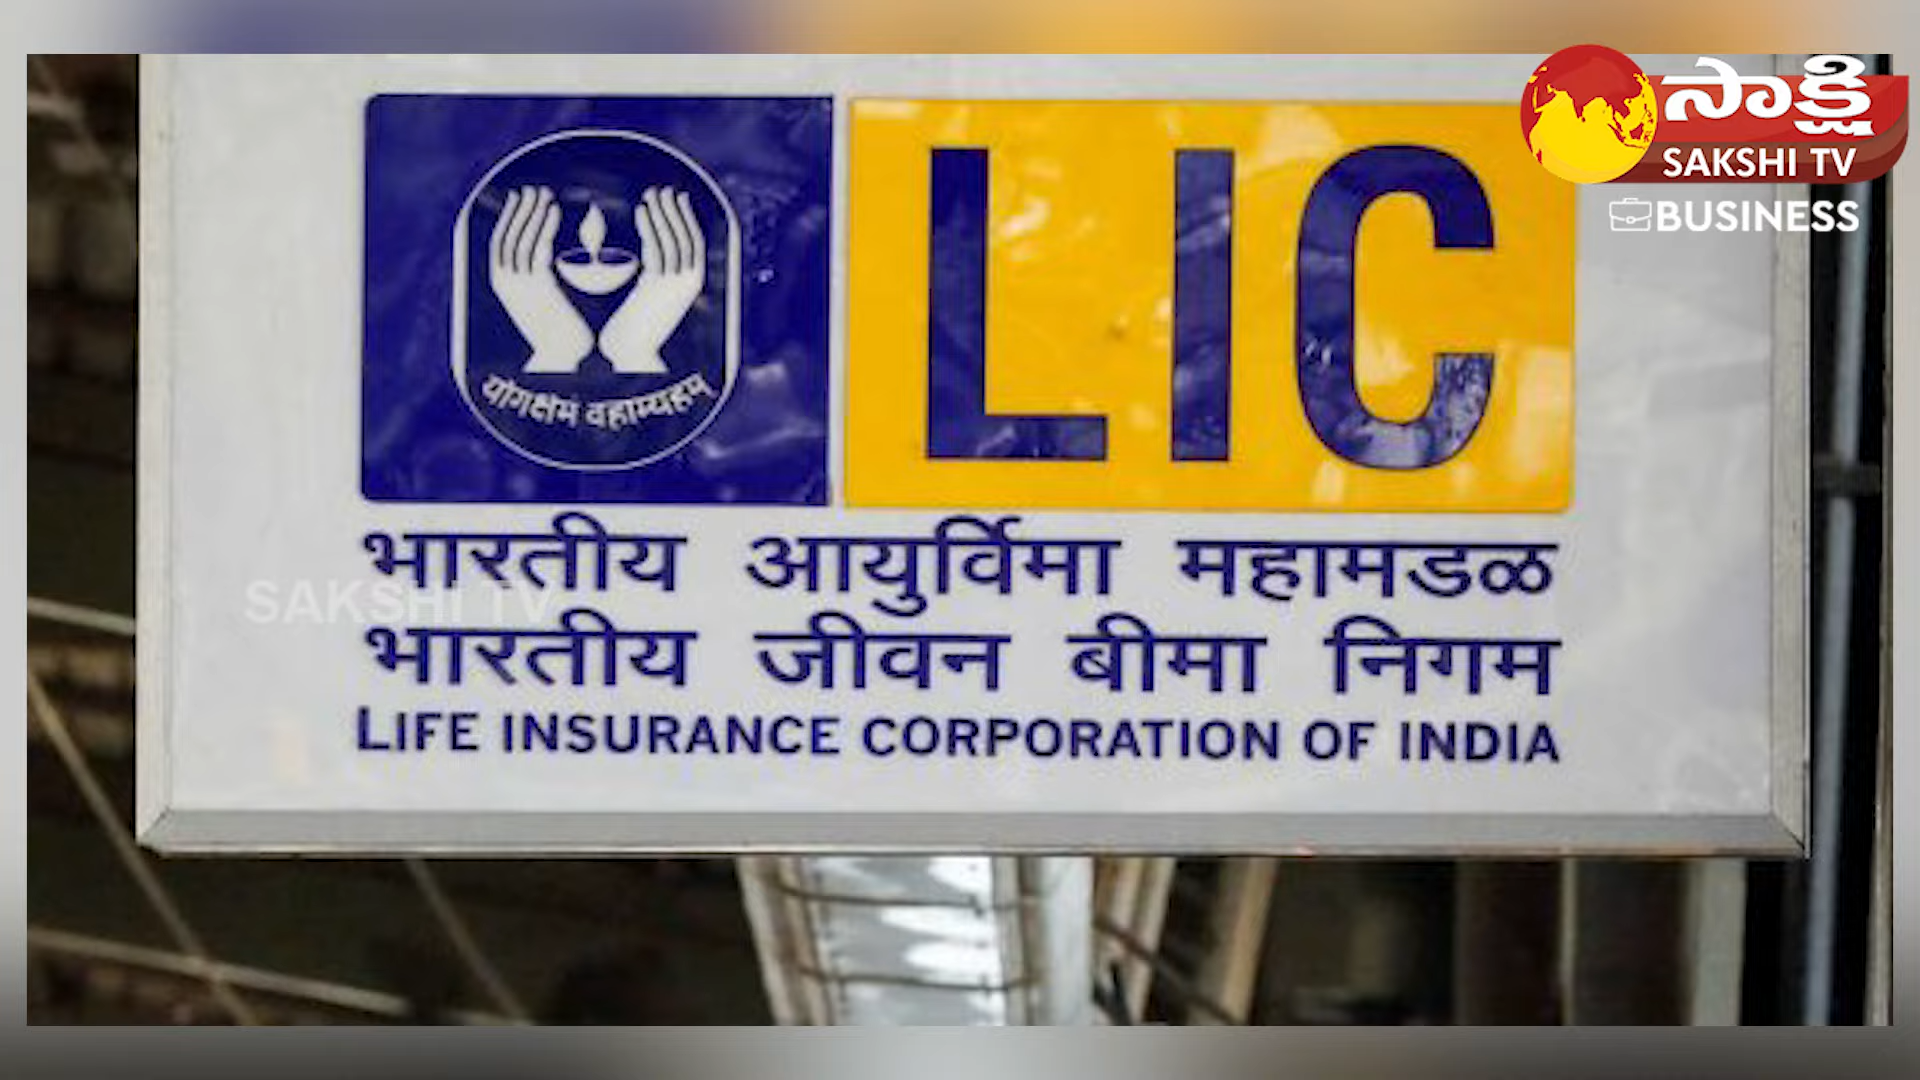 साక్షి
SAKSHI TV
BUSINESS
LIC
योगक्षेमं वहाम्यहम्
भारतीय आयुर्विमा महामडळ
SAKSHI TV
भारतीय जीवन बीमा निगम
LIFE INSURANCE CORPORATION OF INDIA